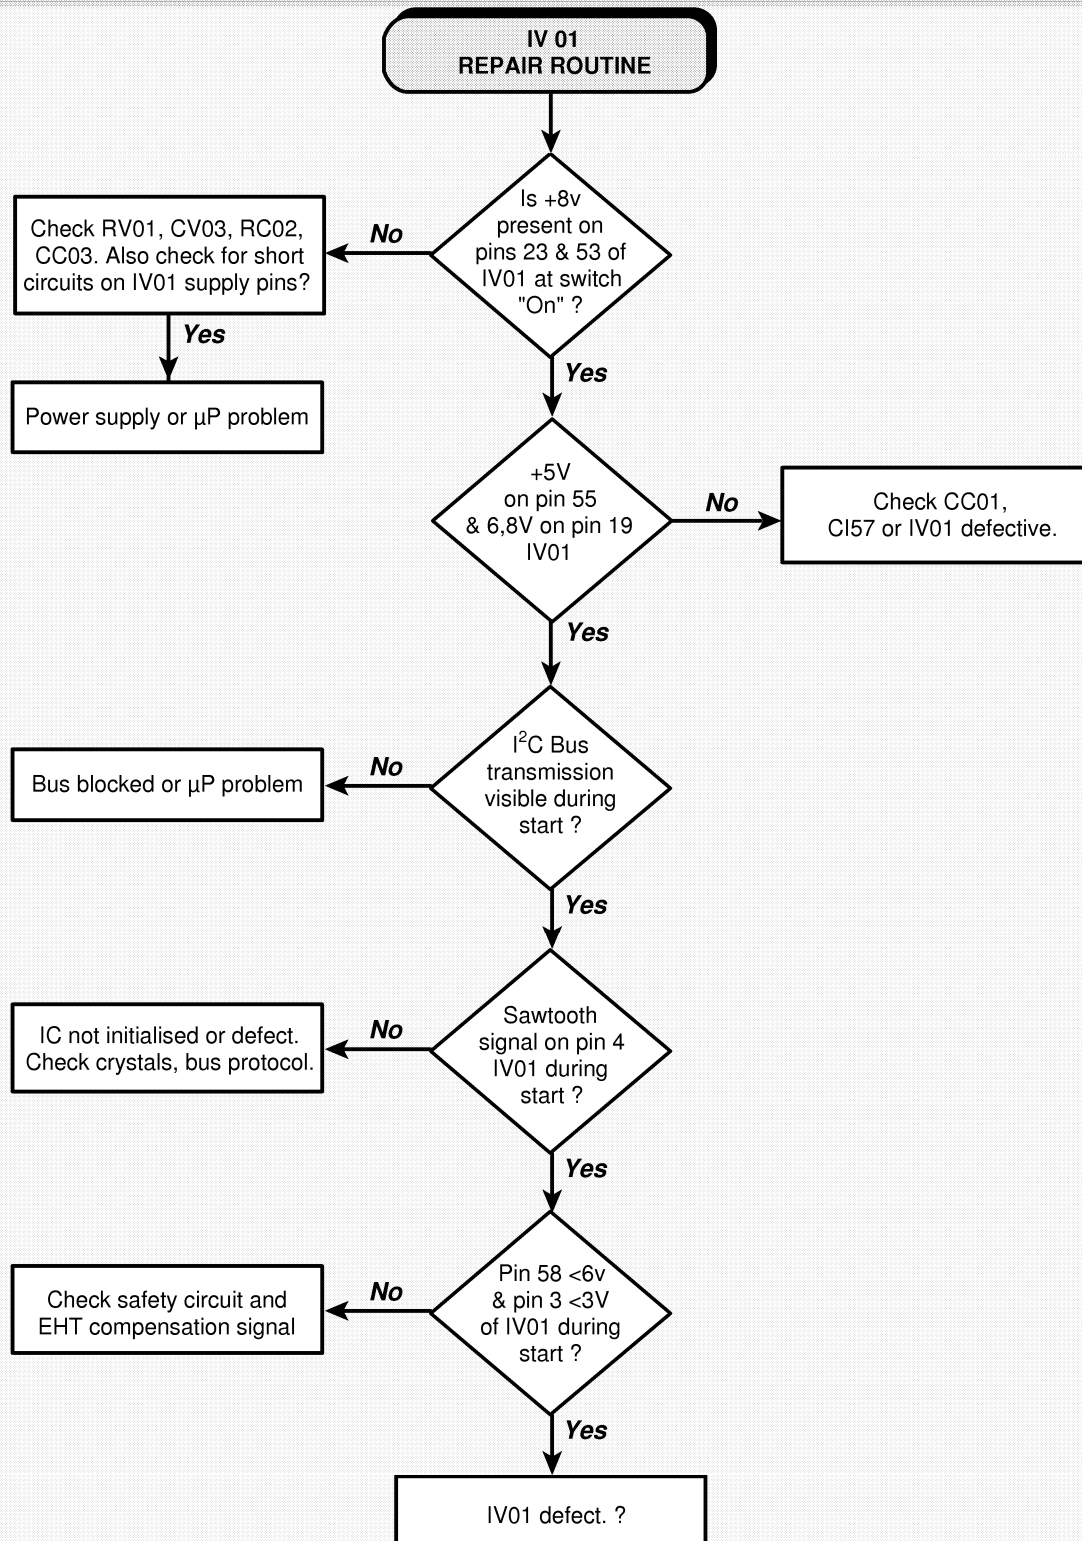 IV 01
REPAIR ROUTINE
Is +8v
present on
pins 23 & 53 of
IV01 at switch
"On" ?
No
Check RV01, CV03, RC02,
CC03. Also check for short
circuits on IV01 supply pins?
Yes
Power supply or µP problem
Yes
+5V
on pin 55
& 6,8V on pin 19
IV01
No
Check CC01,
CI57 or IV01 defective.
Yes
I²C Bus
transmission
visible during
start ?
No
Bus blocked or µP problem
Yes
Sawtooth
signal on pin 4
IV01 during
start ?
No
IC not initialised or defect.
Check crystals, bus protocol.
Yes
Pin 58 <6v
& pin 3 <3V
of IV01 during
start ?
No
Check safety circuit and
EHT compensation signal
Yes
IV01 defect. ?